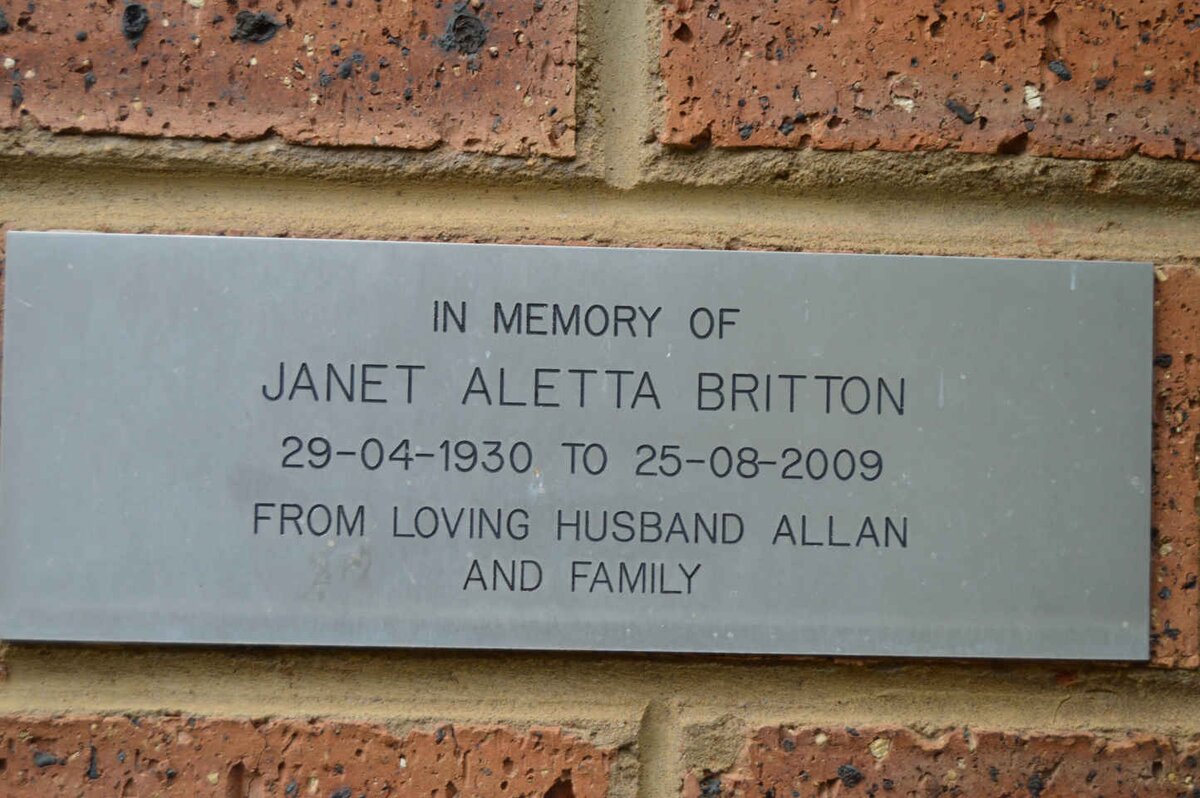 IN MEMORY OF
JANET ALETTA BRITTON
29-04-1930 TO 25-08-2009
FROM LOVING HUSBAND ALLAN
AND FAMILY